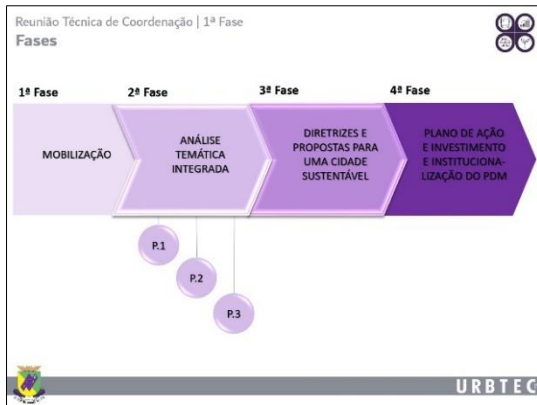 Reunião Técnica de Coordenação | 1ª Fase
Fases
1ª Fase
2ª Fase
3ª Fase
4ª Fase
MOBILIZAÇÃO
ANÁLISE
TEMÁTICA
INTEGRADA
DIRETRIZES E
PROPOSTAS PARA
UMA CIDADE
SUSTENTÁVEL
PLANO DE AÇÃO
E INVESTIMENTO
E INSTITUCIONA-
LIZAÇÃO DO PDM
P.1
P.2
P.3
URBTEC